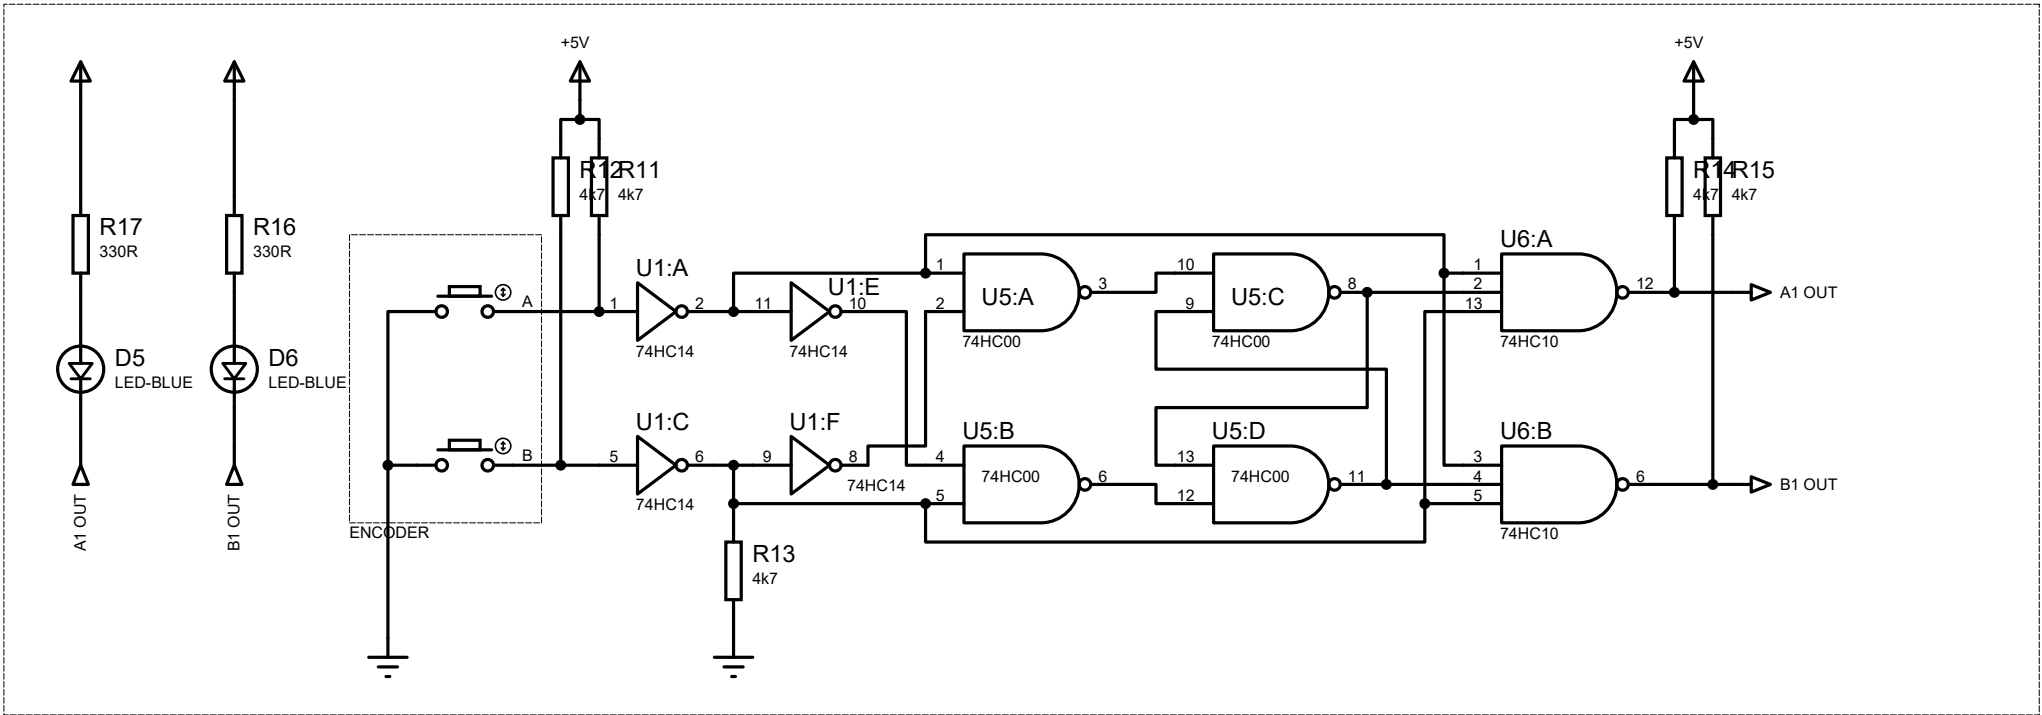 +5V
+5V
R12
4k7
R11
4k7
R14
4k7
R15
4k7
R17
330R
R16
330R
D5
LED-BLUE
D6
LED-BLUE
A1 OUT
B1 OUT
A
B
ENCODER
U1:A
1
2
74HC14
U1:E
11
10
74HC14
U1:C
5
6
74HC14
U1:F
9
8
74HC14
R13
4k7
U5:A
1
2
3
74HC00
U5:C
10
9
8
74HC00
U5:B
4
5
6
74HC00
U5:D
13
12
11
74HC00
U6:A
1
2
13
12
74HC10
A1 OUT
U6:B
3
4
5
6
74HC10
B1 OUT